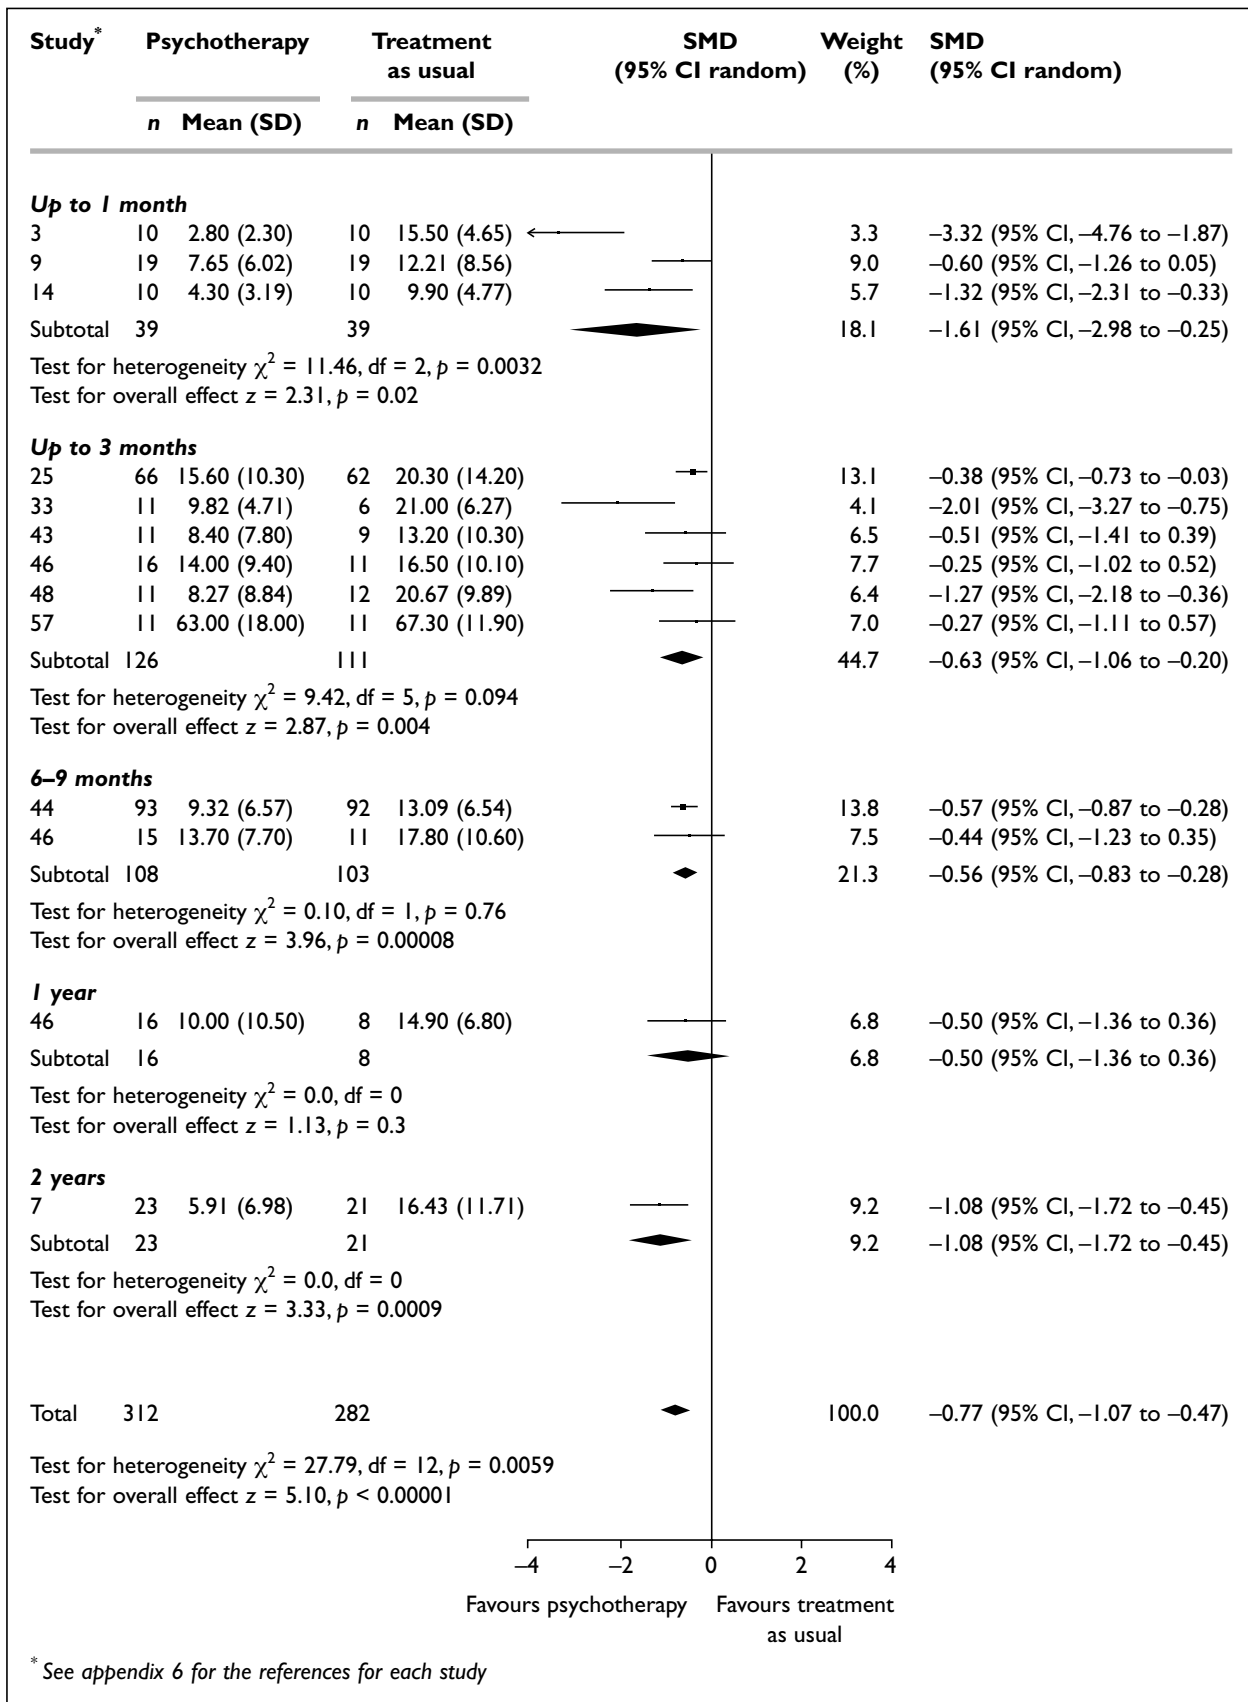 Study* Psychotherapy Treatment as usual SMD (95% CI random) Weight (%) SMD (95% CI random)
n Mean (SD) n Mean (SD)
Up to 1 month
3 10 2.80 (2.30) 10 15.50 (4.65) 3.3 –3.32 (95% CI, –4.76 to –1.87)
9 19 7.65 (6.02) 19 12.21 (8.56) 9.0 –0.60 (95% CI, –1.26 to 0.05)
14 10 4.30 (3.19) 10 9.90 (4.77) 5.7 –1.32 (95% CI, –2.31 to –0.33)
Subtotal 39 39 18.1 –1.61 (95% CI, –2.98 to –0.25)
Test for heterogeneity χ² = 11.46, df = 2, p = 0.0032
Test for overall effect z = 2.31, p = 0.02
Up to 3 months
25 66 15.60 (10.30) 62 20.30 (14.20) 13.1 –0.38 (95% CI, –0.73 to –0.03)
33 11 9.82 (4.71) 6 21.00 (6.27) 4.1 –2.01 (95% CI, –3.27 to –0.75)
43 11 8.40 (7.80) 9 13.20 (10.30) 6.5 –0.51 (95% CI, –1.41 to 0.39)
46 16 14.00 (9.40) 11 16.50 (10.10) 7.7 –0.25 (95% CI, –1.02 to 0.52)
48 11 8.27 (8.84) 12 20.67 (9.89) 6.4 –1.27 (95% CI, –2.18 to –0.36)
57 11 63.00 (18.00) 11 67.30 (11.90) 7.0 –0.27 (95% CI, –1.11 to 0.57)
Subtotal 126 111 44.7 –0.63 (95% CI, –1.06 to –0.20)
Test for heterogeneity χ² = 9.42, df = 5, p = 0.094
Test for overall effect z = 2.87, p = 0.004
6–9 months
44 93 9.32 (6.57) 92 13.09 (6.54) 13.8 –0.57 (95% CI, –0.87 to –0.28)
46 15 13.70 (7.70) 11 17.80 (10.60) 7.5 –0.44 (95% CI, –1.23 to 0.35)
Subtotal 108 103 21.3 –0.56 (95% CI, –0.83 to –0.28)
Test for heterogeneity χ² = 0.10, df = 1, p = 0.76
Test for overall effect z = 3.96, p = 0.00008
1 year
46 16 10.00 (10.50) 8 14.90 (6.80) 6.8 –0.50 (95% CI, –1.36 to 0.36)
Subtotal 16 8 6.8 –0.50 (95% CI, –1.36 to 0.36)
Test for heterogeneity χ² = 0.0, df = 0
Test for overall effect z = 1.13, p = 0.3
2 years
7 23 5.91 (6.98) 21 16.43 (11.71) 9.2 –1.08 (95% CI, –1.72 to –0.45)
Subtotal 23 21 9.2 –1.08 (95% CI, –1.72 to –0.45)
Test for heterogeneity χ² = 0.0, df = 0
Test for overall effect z = 3.33, p = 0.0009
Total 312 282 100.0 –0.77 (95% CI, –1.07 to –0.47)
Test for heterogeneity χ² = 27.79, df = 12, p = 0.0059
Test for overall effect z = 5.10, p < 0.00001
–4 –2 0 2 4
Favours psychotherapy Favours treatment as usual
* See appendix 6 for the references for each study